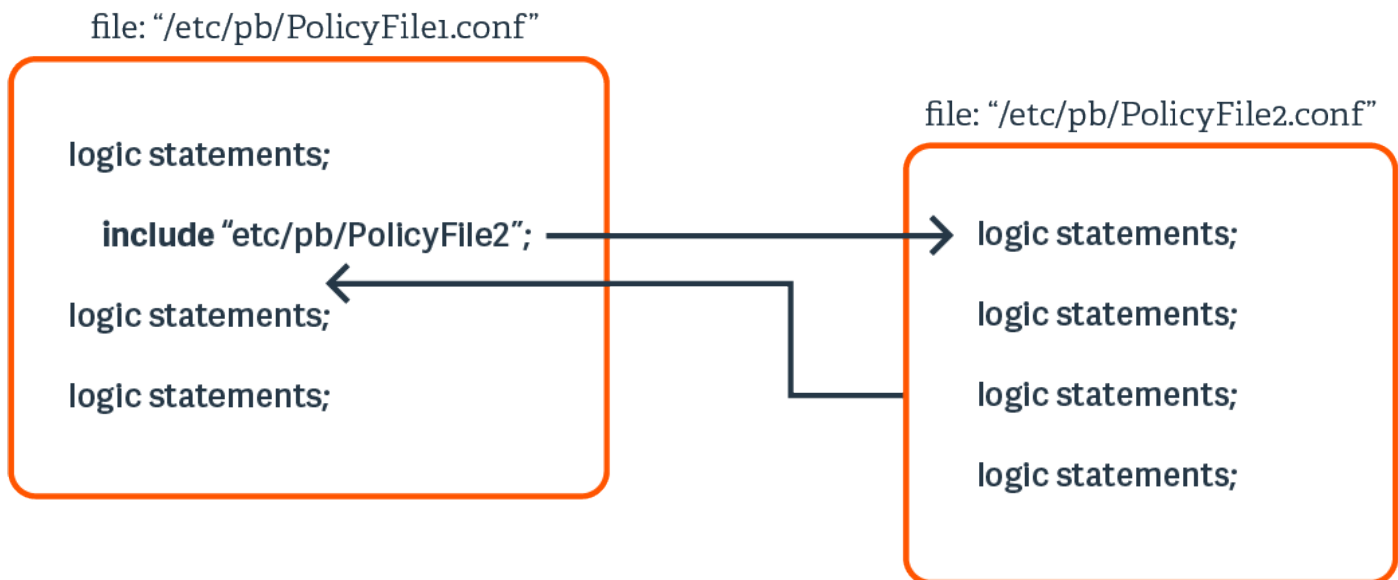 file: “/etc/pb/PolicyFile1.conf”
logic statements;
include “etc/pb/PolicyFile2”;
logic statements;
logic statements;
file: “/etc/pb/PolicyFile2.conf”
logic statements;
logic statements;
logic statements;
logic statements;